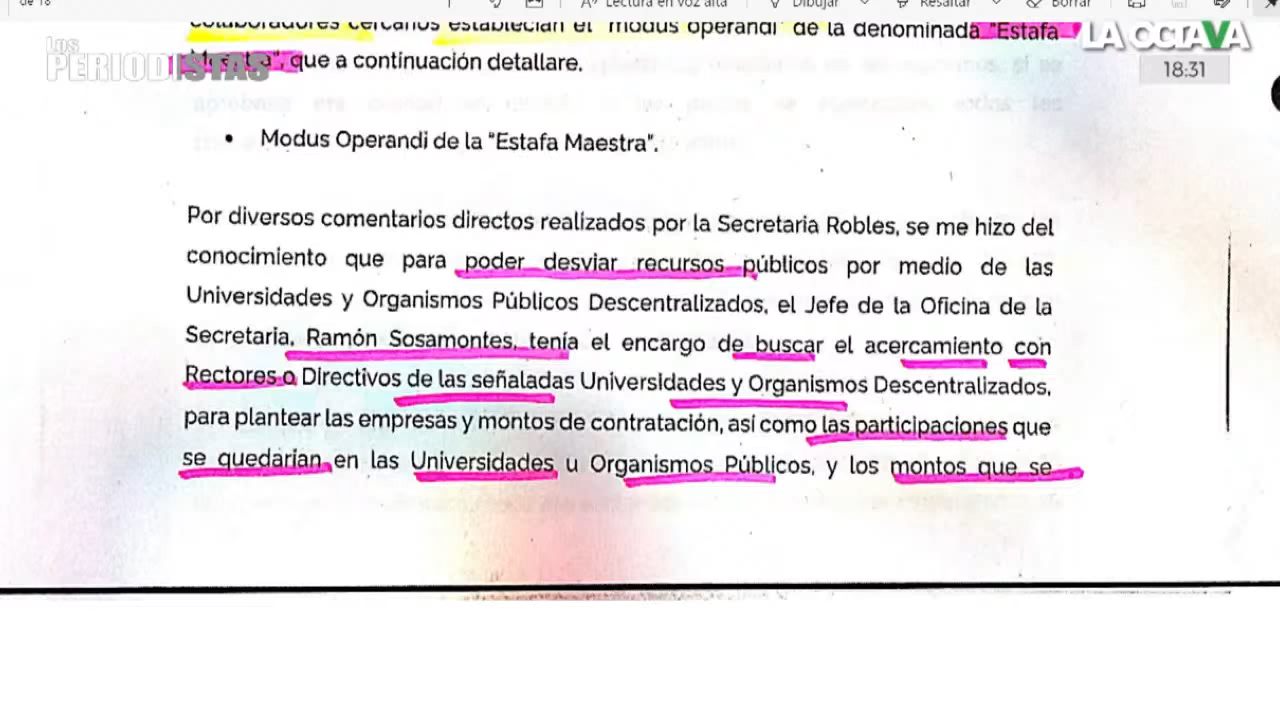 de 18 Lectura en voz alta Dibujar Resaltar Borrar
colaboradores cercanos establecían el "modus operandi" de la denominada "Estafa
Maestra", que a continuación detallare.
Los
PERIODISTAS
LA OCTAVA
18:31
• Modus Operandi de la "Estafa Maestra".
Por diversos comentarios directos realizados por la Secretaria Robles, se me hizo del
conocimiento que para poder desviar recursos públicos por medio de las
Universidades y Organismos Públicos Descentralizados, el Jefe de la Oficina de la
Secretaria, Ramón Sosamontes, tenía el encargo de buscar el acercamiento con
Rectores o Directivos de las señaladas Universidades y Organismos Descentralizados,
para plantear las empresas y montos de contratación, así como las participaciones que
se quedarían en las Universidades u Organismos Públicos, y los montos que se